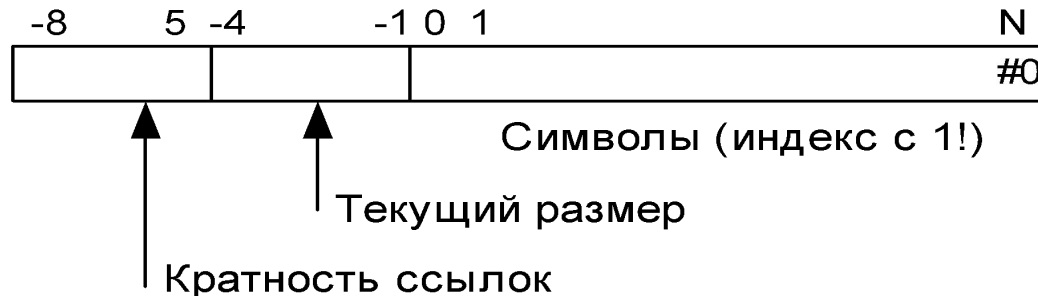 -8 5 -4 -1 0 1 N
#0
Символы (индекс с 1!)
Текущий размер
Кратность ссылок